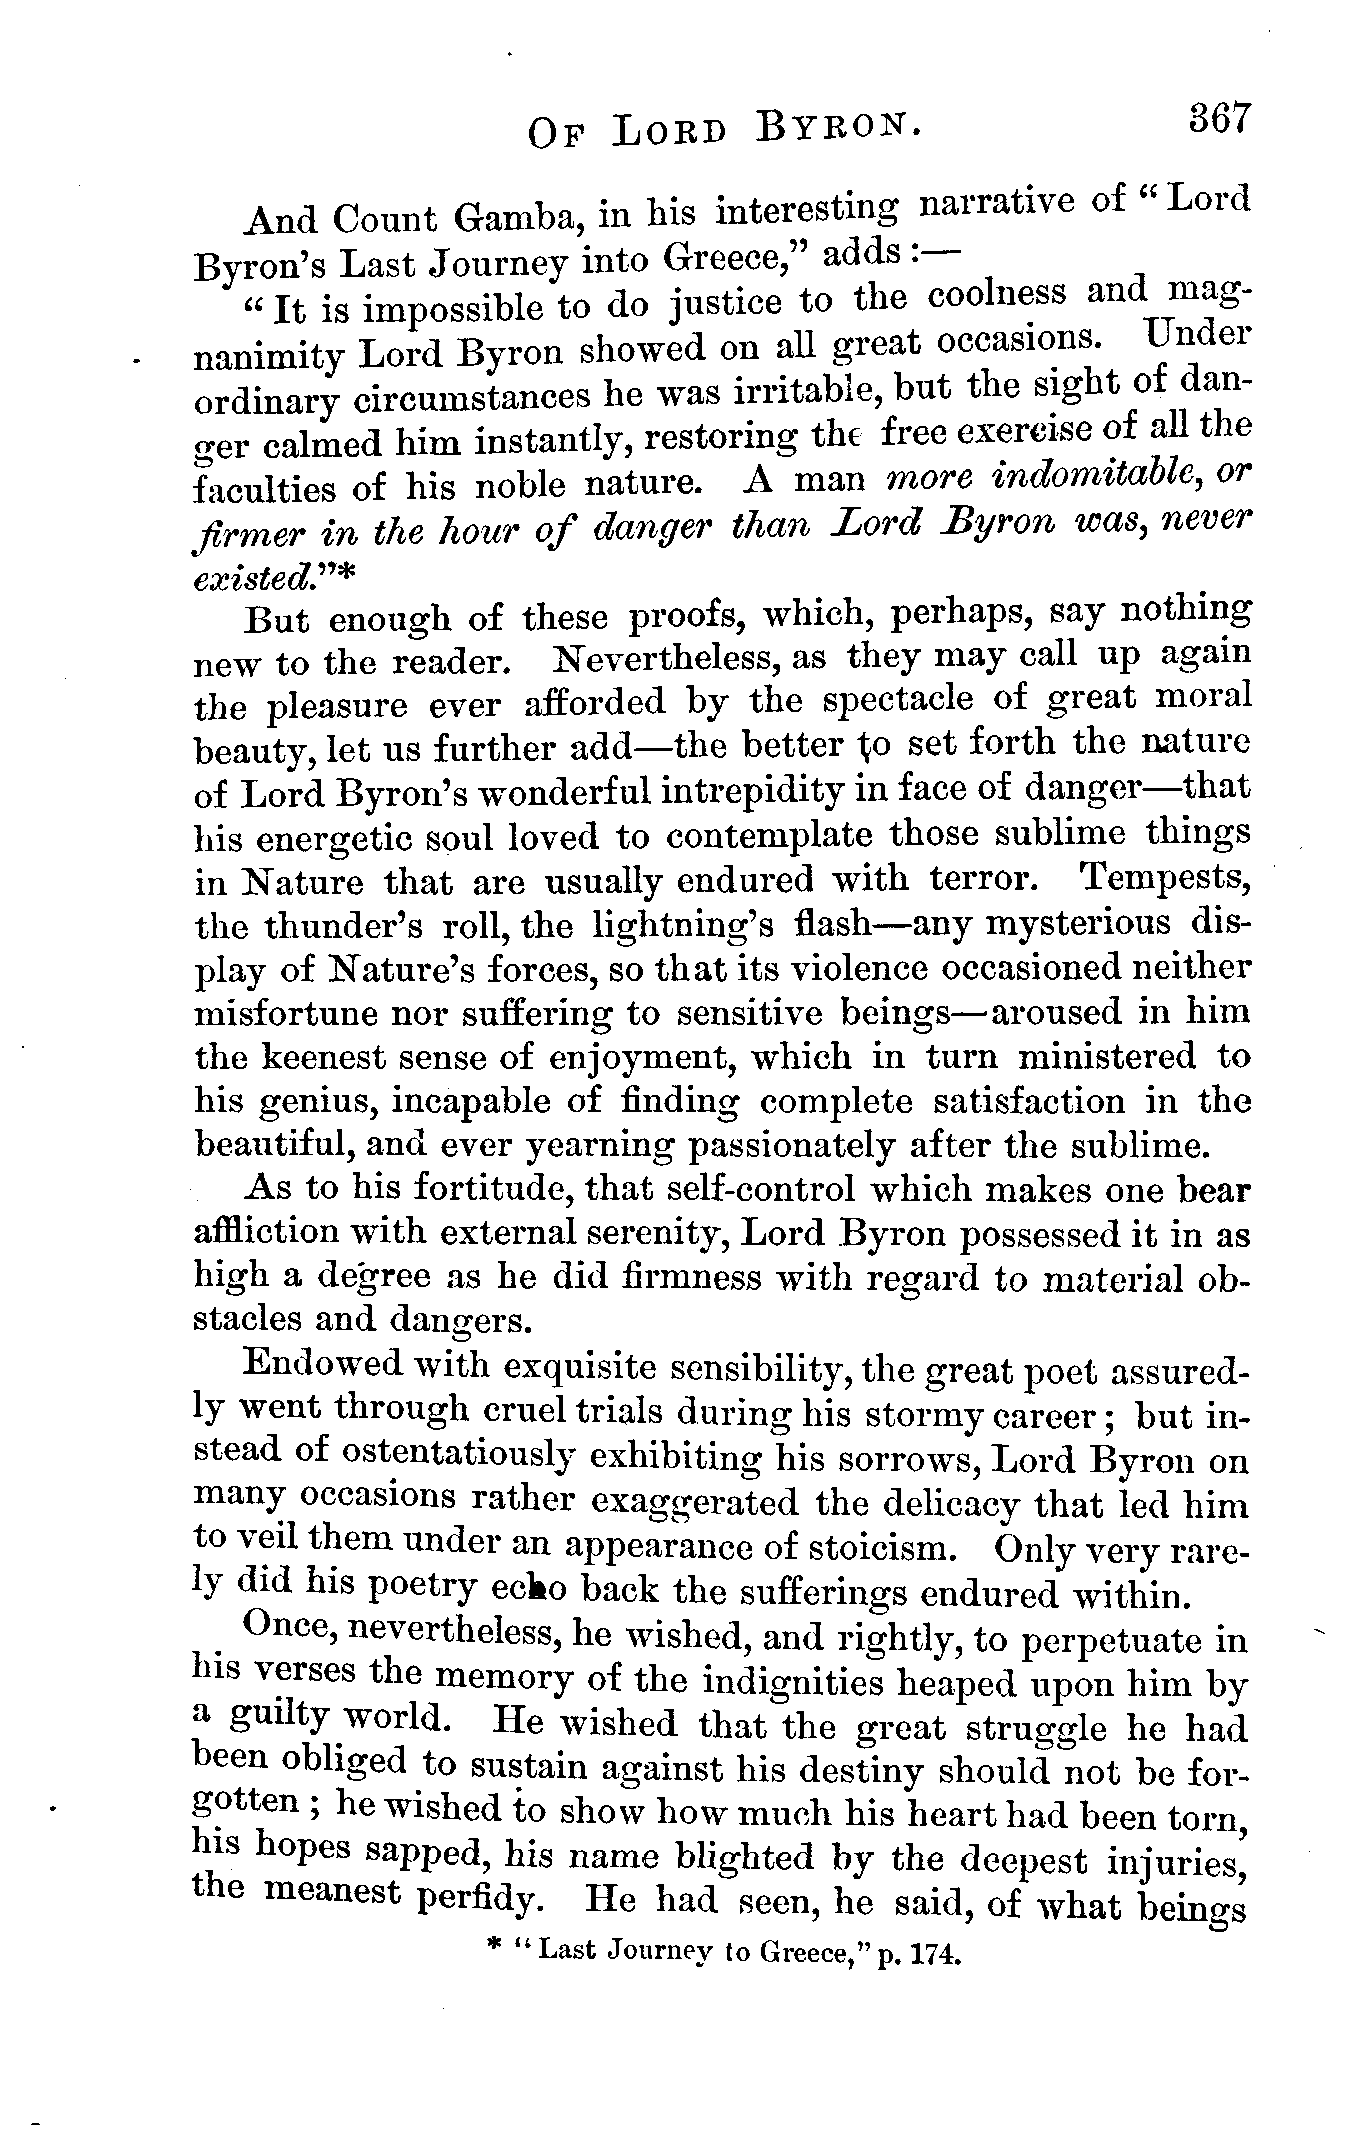 OF LORD BYRON. 367
And Count Gamba, in his interesting narrative of "Lord
Byron's Last Journey into Greece," adds:—
"It is impossible to do justice to the coolness and mag-
nanimity Lord Byron showed on all great occasions. Under
ordinary circumstances he was irritable, but the sight of dan-
ger calmed him instantly, restoring the free exercise of all the
faculties of his noble nature. A man more indomitable, or
firmer in the hour of danger than Lord Byron was, never
existed."*
But enough of these proofs, which, perhaps, say nothing
new to the reader. Nevertheless, as they may call up again
the pleasure ever afforded by the spectacle of great moral
beauty, let us further add—the better to set forth the nature
of Lord Byron's wonderful intrepidity in face of danger—that
his energetic soul loved to contemplate those sublime things
in Nature that are usually endured with terror. Tempests,
the thunder's roll, the lightning's flash—any mysterious dis-
play of Nature's forces, so that its violence occasioned neither
misfortune nor suffering to sensitive beings—aroused in him
the keenest sense of enjoyment, which in turn ministered to
his genius, incapable of finding complete satisfaction in the
beautiful, and ever yearning passionately after the sublime.
As to his fortitude, that self-control which makes one bear
affliction with external serenity, Lord Byron possessed it in as
high a degree as he did firmness with regard to material ob-
stacles and dangers.
Endowed with exquisite sensibility, the great poet assured-
ly went through cruel trials during his stormy career; but in-
stead of ostentatiously exhibiting his sorrows, Lord Byron on
many occasions rather exaggerated the delicacy that led him
to veil them under an appearance of stoicism. Only very rare-
ly did his poetry echo back the sufferings endured within.
Once, nevertheless, he wished, and rightly, to perpetuate in
his verses the memory of the indignities heaped upon him by
a guilty world. He wished that the great struggle he had
been obliged to sustain against his destiny should not be for-
gotten; he wished to show how much his heart had been torn,
his hopes sapped, his name blighted by the deepest injuries,
the meanest perfidy. He had seen, he said, of what beings
* "Last Journey to Greece," p. 174.